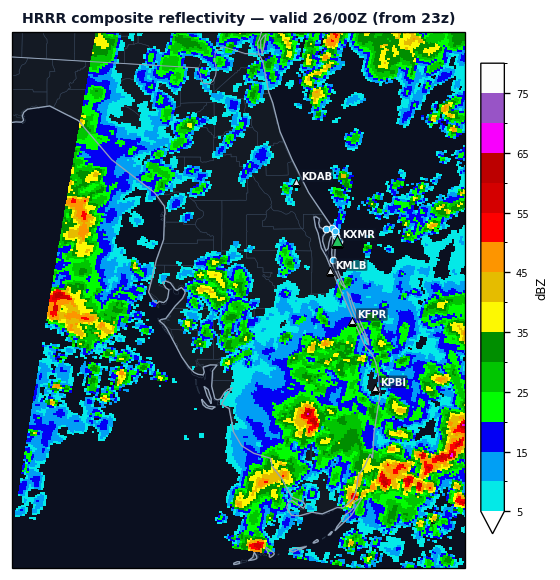 HRRR composite reflectivity — valid 26/00Z (from 23z)
KDAB
KXMR
KMLB
KFPR
KPBI
75
65
55
45
35
25
15
5
dBZ